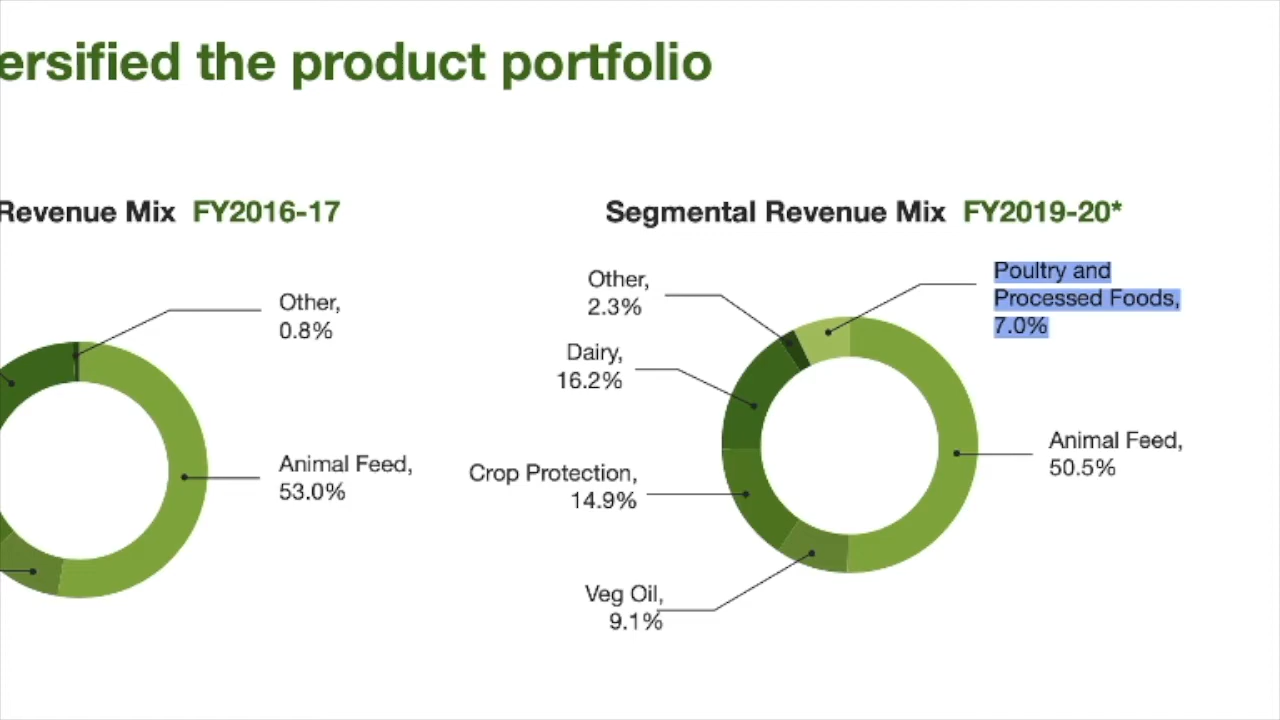 ersified the product portfolio
Revenue Mix FY2016-17
Other,
0.8%
Animal Feed,
53.0%
Segmental Revenue Mix FY2019-20*
Other,
2.3%
Poultry and
Processed Foods,
7.0%
Dairy,
16.2%
Animal Feed,
50.5%
Crop Protection,
14.9%
Veg Oil,
9.1%